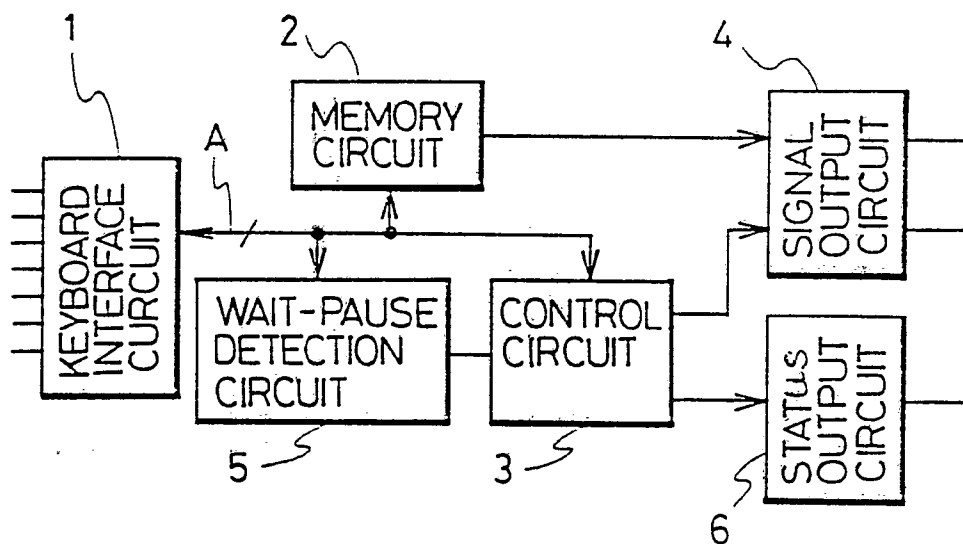 1
KEYBOARD
INTERFACE
CURCUIT
A
2
MEMORY
CIRCUIT
WAIT-PAUSE
DETECTION
CIRCUIT
5
CONTROL
CIRCUIT
3
4
SIGNAL
OUTPUT
CIRCUIT
STATUS
OUTPUT
CIRCUIT
6